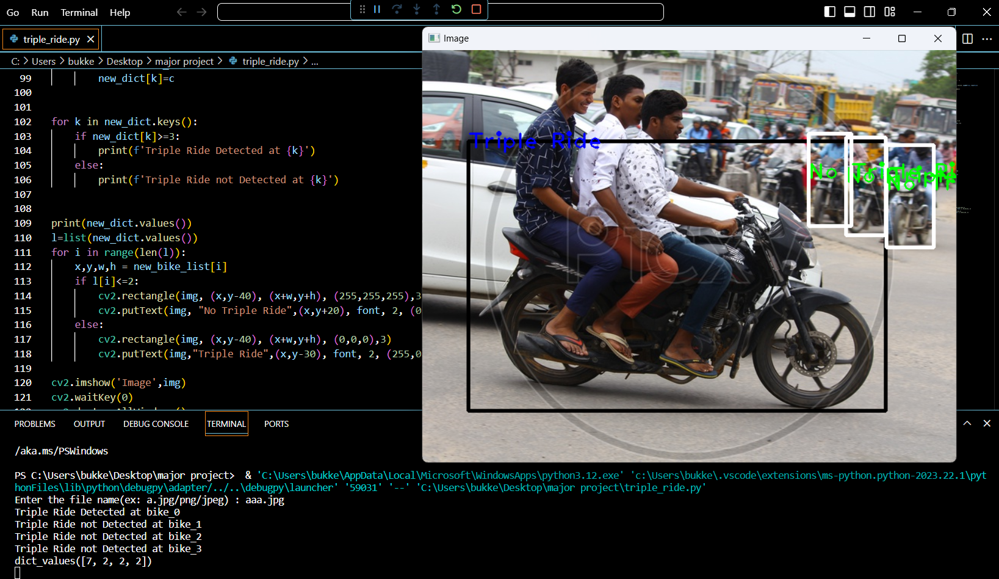 Go Run Terminal Help
triple_ride.py
C: > Users > bukke > Desktop > major project > triple_ride.py > ...
99 new_dict[k]=c
100
101
102 for k in new_dict.keys():
103 if new_dict[k]>=3:
104 print(f'Triple Ride Detected at {k}')
105 else:
106 print(f'Triple Ride not Detected at {k}')
107
108
109 print(new_dict.values())
110 l=list(new_dict.values())
111 for i in range(len(l)):
112 x,y,w,h = new_bike_list[i]
113 if l[i]<=2:
114 cv2.rectangle(img, (x,y-40), (x+w,y+h), (255,255,255),3
115 cv2.putText(img, "No Triple Ride",(x,y+20), font, 2, (0
116 else:
117 cv2.rectangle(img, (x,y-40), (x+w,y+h), (0,0,0),3)
118 cv2.putText(img,"Triple Ride",(x,y-30), font, 2, (255,0
119
120 cv2.imshow('Image',img)
121 cv2.waitKey(0)
Image
Triple Ride
No
HONDA
PROBLEMS OUTPUT DEBUG CONSOLE TERMINAL PORTS
/aka.ms/PSWindows
PS C:\Users\bukke\Desktop\major project> & 'C:\Users\bukke\AppData\Local\Microsoft\WindowsApps\python3.12.exe' 'c:\Users\bukke\.vscode\extensions\ms-python.python-2023.22.1\pyt
honFiles\lib\python\debugpy\adapter/../..\debugpy\launcher' '59031' '--' 'C:\Users\bukke\Desktop\major project\triple_ride.py'
Enter the file name(ex: a.jpg/png/jpeg) : aaa.jpg
Triple Ride Detected at bike_0
Triple Ride not Detected at bike_1
Triple Ride not Detected at bike_2
Triple Ride not Detected at bike_3
dict_values([7, 2, 2, 2])